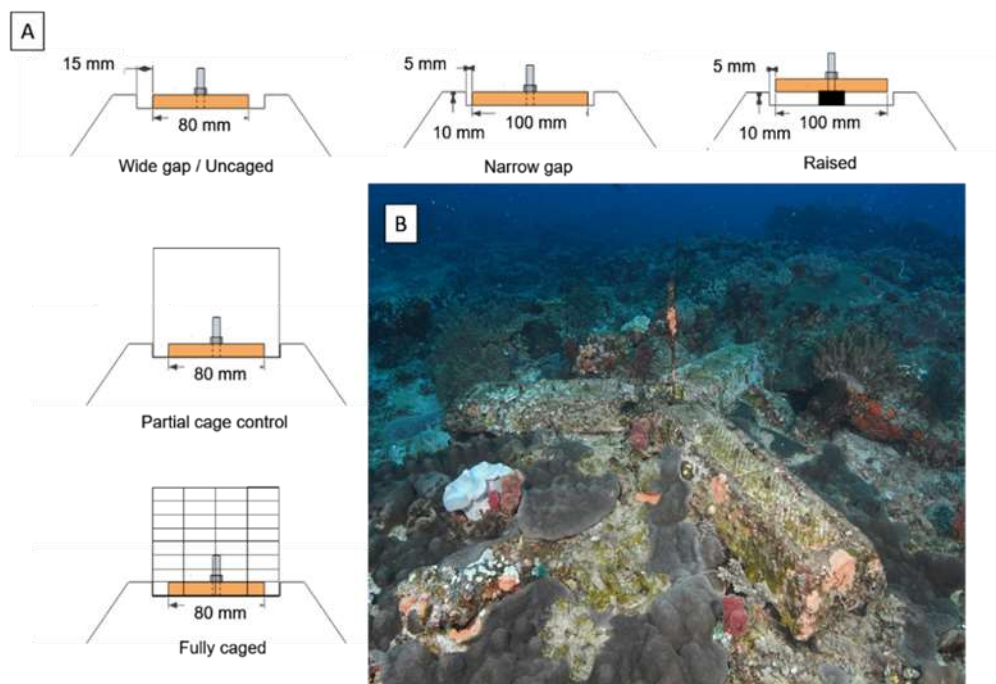 A
15 mm
80 mm
Wide gap / Uncaged
5 mm
10 mm
100 mm
Narrow gap
5 mm
10 mm
100 mm
Raised
B
80 mm
Partial cage control
80 mm
Fully caged